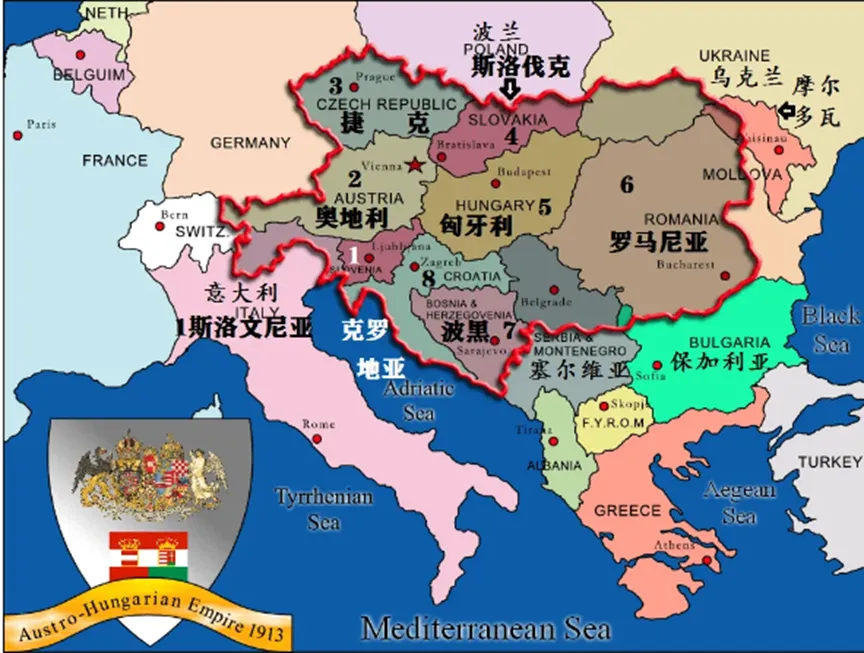 NETH
波兰
POLAND
BELGUIM
Paris
UKRAINE
乌克兰
摩尔
多瓦
3 Prague
斯洛伐克
CZECH REPUBLIC
捷 克
SLOVAKIA
4
GERMANY
Bratislava
FRANCE
Vienna
2
AUSTRIA
奥地利
Budapest
HUNGARY 5
匈牙利
6
ROMANIA
罗马尼亚
Bucharest
MOLDOVA
Bern
SWITZ.
1 Ljubljana
SLOVENIA
Zagreb
8 CROATIA
意大利
ITALY
1斯洛文尼亚
克罗
地亚
BOSNIA &
HERZEGOVENIA
波黑 7
Sarajevo
Belgrade
SERBIA &
MONTENEGRO
塞尔维亚
BULGARIA
保加利亚
Sofia
Black
Sea
Adriatic
Sea
Skopje
F.Y.R.O.M
Tirana
ALBANIA
Rome
TURKEY
Tyrrhenian
Sea
GREECE
Aegean
Sea
Athens
Austro-Hungarian Empire 1913
Mediterranean Sea